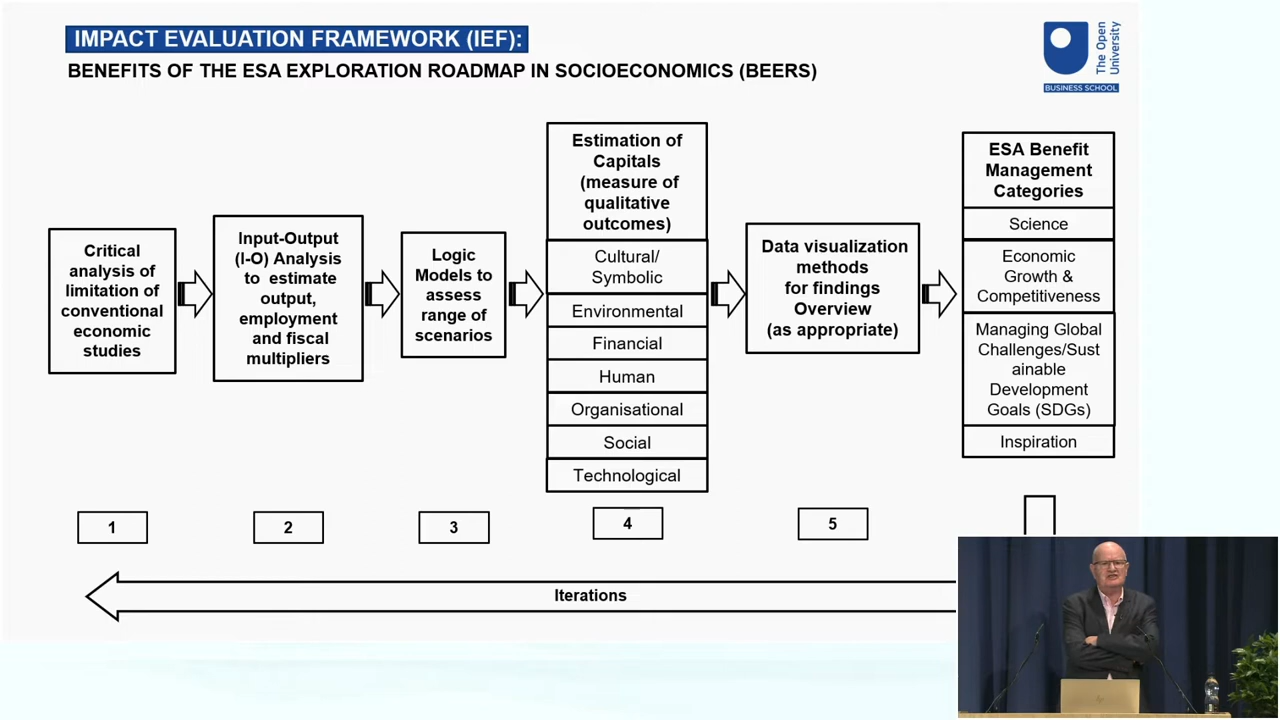 IMPACT EVALUATION FRAMEWORK (IEF):
BENEFITS OF THE ESA EXPLORATION ROADMAP IN SOCIOECONOMICS (BEERS)
The Open
University
BUSINESS SCHOOL
Critical
analysis of
limitation of
conventional
economic
studies
Input-Output
(I-O) Analysis
to estimate
output,
employment
and fiscal
multipliers
Logic
Models to
assess
range of
scenarios
Estimation of
Capitals
(measure of
qualitative
outcomes)
Cultural/
Symbolic
Environmental
Financial
Human
Organisational
Social
Technological
Data visualization
methods
for findings
Overview
(as appropriate)
ESA Benefit
Management
Categories
Science
Economic
Growth &
Competitiveness
Managing Global
Challenges/Sust
ainable
Development
Goals (SDGs)
Inspiration
1
2
3
4
5
Iterations